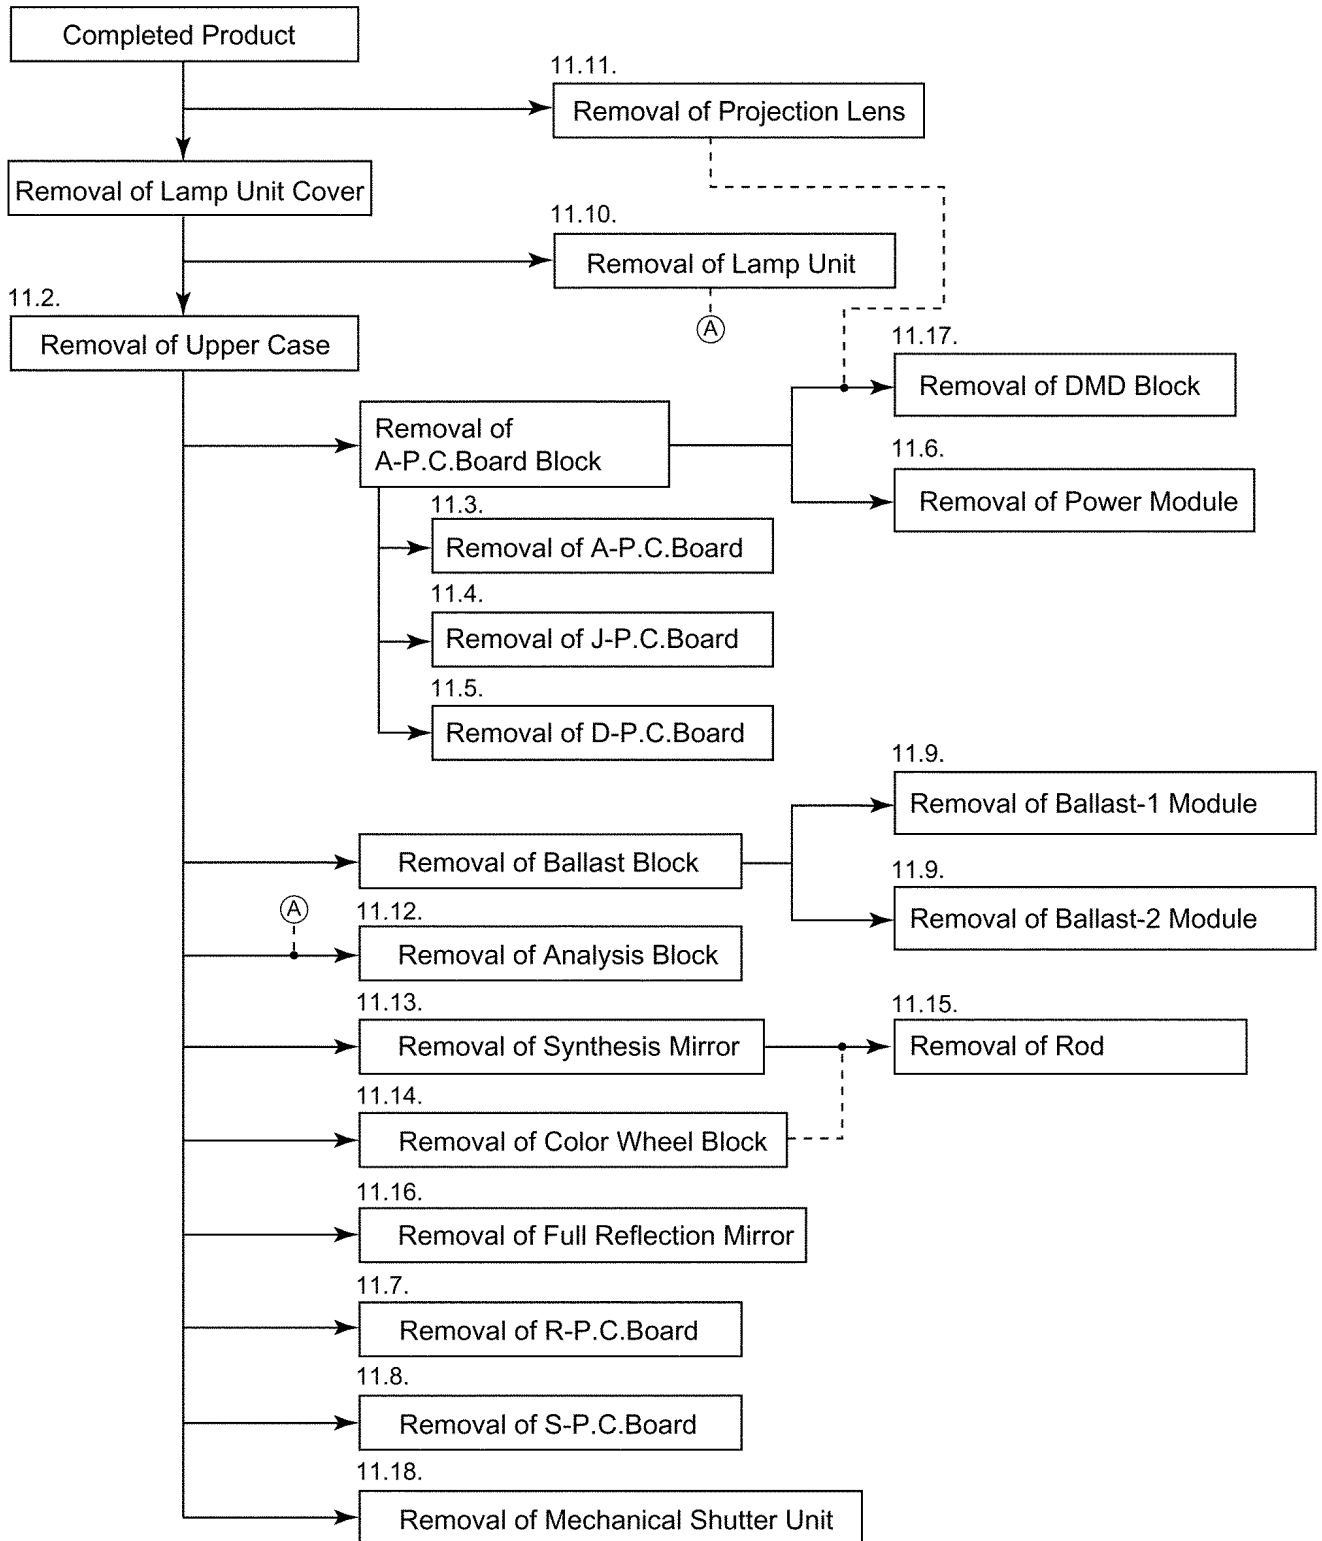 Completed Product
11.11.
Removal of Projection Lens
Removal of Lamp Unit Cover
11.10.
Removal of Lamp Unit
A
11.2.
Removal of Upper Case
11.17.
Removal of DMD Block
Removal of
A-P.C.Board Block
11.6.
Removal of Power Module
11.3.
Removal of A-P.C.Board
11.4.
Removal of J-P.C.Board
11.5.
Removal of D-P.C.Board
11.9.
Removal of Ballast-1 Module
Removal of Ballast Block
11.9.
Removal of Ballast-2 Module
A
11.12.
Removal of Analysis Block
11.13.
Removal of Synthesis Mirror
11.15.
Removal of Rod
11.14.
Removal of Color Wheel Block
11.16.
Removal of Full Reflection Mirror
11.7.
Removal of R-P.C.Board
11.8.
Removal of S-P.C.Board
11.18.
Removal of Mechanical Shutter Unit